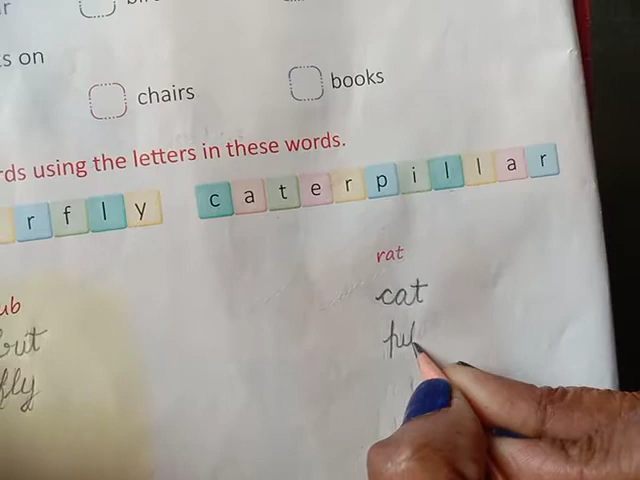 s on
chairs
books
rds using the letters in these words.
r f l y
c a t e r p i l l a r
rat
cat
ub
but
fly